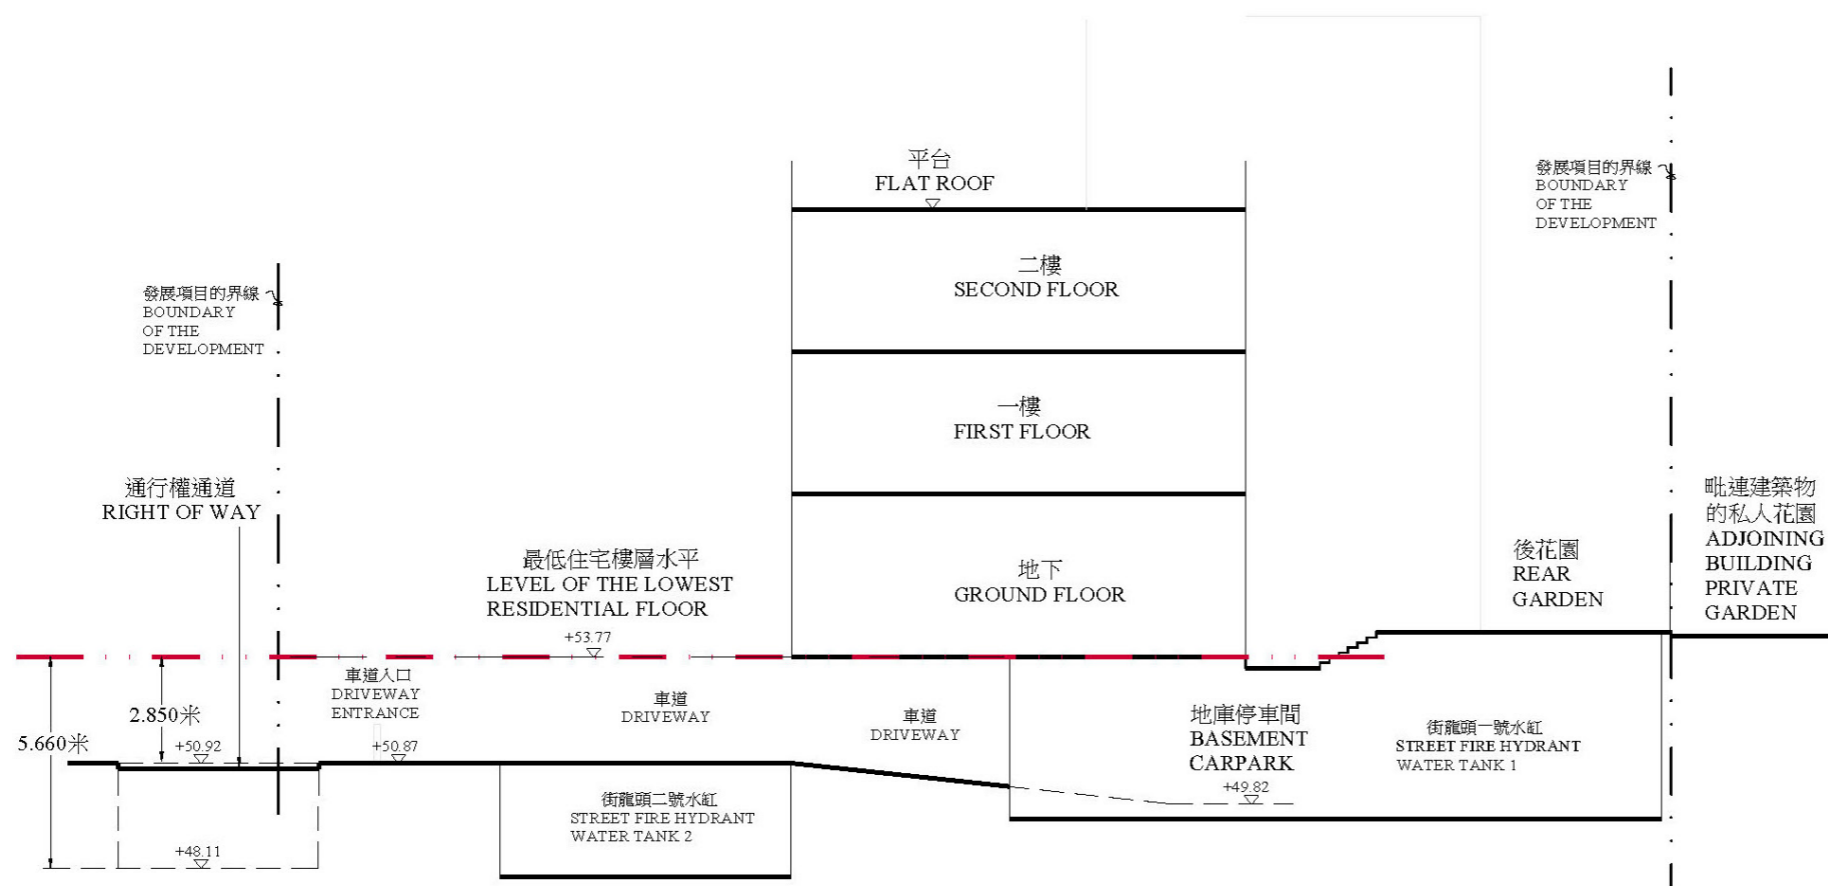 平台
FLAT ROOF
發展項目的界線
BOUNDARY
OF THE
DEVELOPMENT
二樓
SECOND FLOOR
發展項目的界線
BOUNDARY
OF THE
DEVELOPMENT
一樓
FIRST FLOOR
通行權通道
RIGHT OF WAY
毗連建築物
的私人花園
ADJOINING
BUILDING
PRIVATE
GARDEN
最低住宅樓層水平
LEVEL OF THE LOWEST
RESIDENTIAL FLOOR
+53.77
地下
GROUND FLOOR
後花園
REAR
GARDEN
車道入口
DRIVEWAY
ENTRANCE
車道
DRIVEWAY
車道
DRIVEWAY
地庫停車間
BASEMENT
CARPARK
+49.82
街龍頭一號水缸
STREET FIRE HYDRANT
WATER TANK 1
2.850米
5.660米
+50.92
+50.87
街龍頭二號水缸
STREET FIRE HYDRANT
WATER TANK 2
+48.11